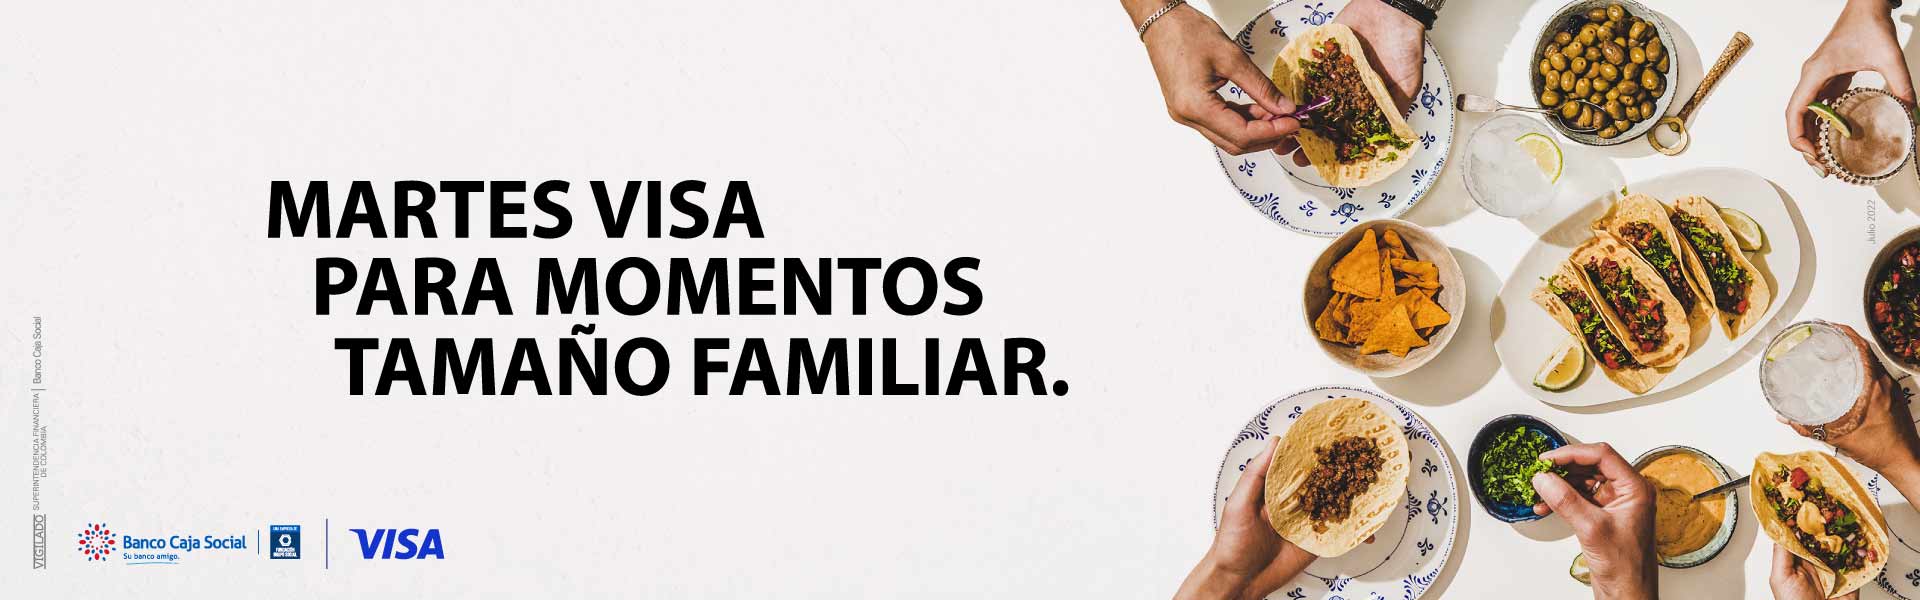 MARTES VISA
PARA MOMENTOS
TAMAÑO FAMILIAR.
Julio 2022
VIGILADO SUPERINTENDENCIA FINANCIERA
DE COLOMBIA
Banco Caja Social
Banco Caja Social
Su banco amigo.
UNA EMPRESA DE
FUNDACIÓN
GRUPO SOCIAL
VISA